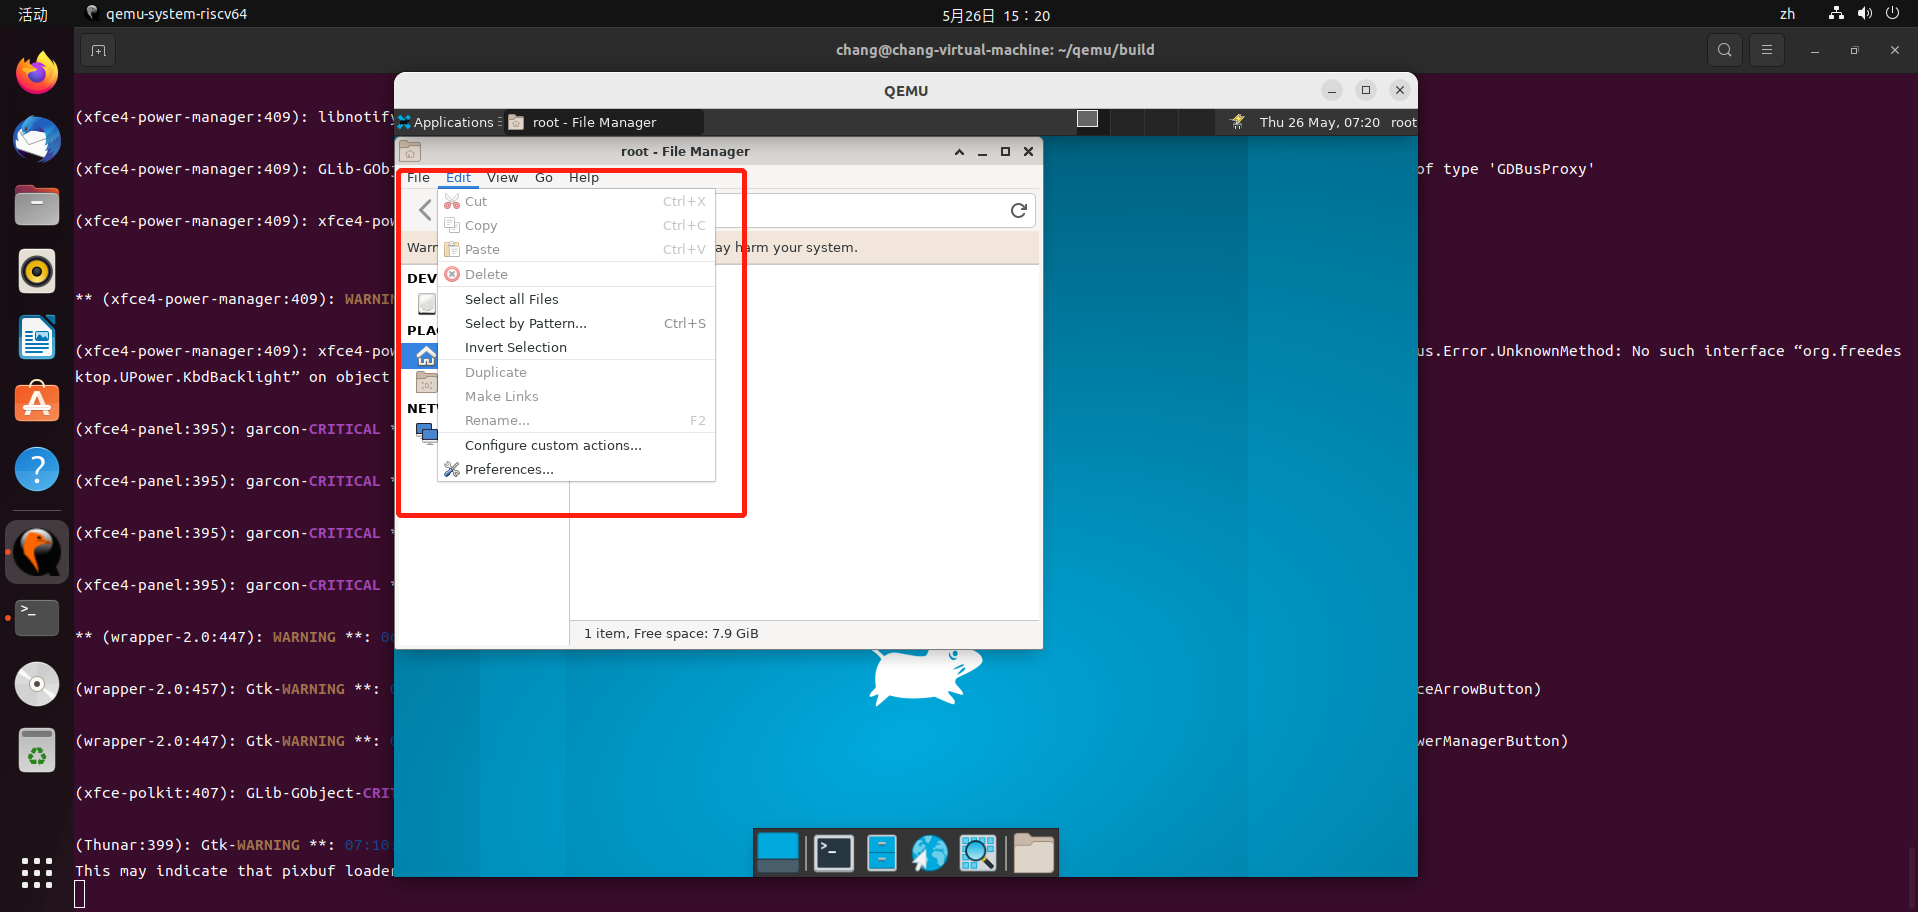 活动
qemu-system-riscv64
5月26日 15：20
zh
chang@chang-virtual-machine: ~/qemu/build
QEMU
Applications
root - File Manager
Thu 26 May, 07:20
root
root - File Manager
File Edit View Go Help
Cut Ctrl+X
Copy Ctrl+C
Paste Ctrl+V
Delete
Select all Files
Select by Pattern... Ctrl+S
Invert Selection
Duplicate
Make Links
Rename... F2
Configure custom actions...
Preferences...
Warn
ay harm your system.
DEV
PLA
NET
1 item, Free space: 7.9 GiB
(xfce4-power-manager:409): libnotify
(xfce4-power-manager:409): GLib-GObj
of type 'GDBusProxy'
(xfce4-power-manager:409): xfce4-pow
** (xfce4-power-manager:409): WARNIN
(xfce4-power-manager:409): xfce4-pow
us.Error.UnknownMethod: No such interface “org.freedes
ktop.UPower.KbdBacklight” on object
(xfce4-panel:395): garcon-CRITICAL *
(xfce4-panel:395): garcon-CRITICAL *
(xfce4-panel:395): garcon-CRITICAL *
(xfce4-panel:395): garcon-CRITICAL *
** (wrapper-2.0:447): WARNING **:
(wrapper-2.0:457): Gtk-WARNING **:
ceArrowButton)
(wrapper-2.0:447): Gtk-WARNING **:
werManagerButton)
(xfce-polkit:407): GLib-GObject-CRIT
(Thunar:399): Gtk-WARNING **: 07:10:
This may indicate that pixbuf loader